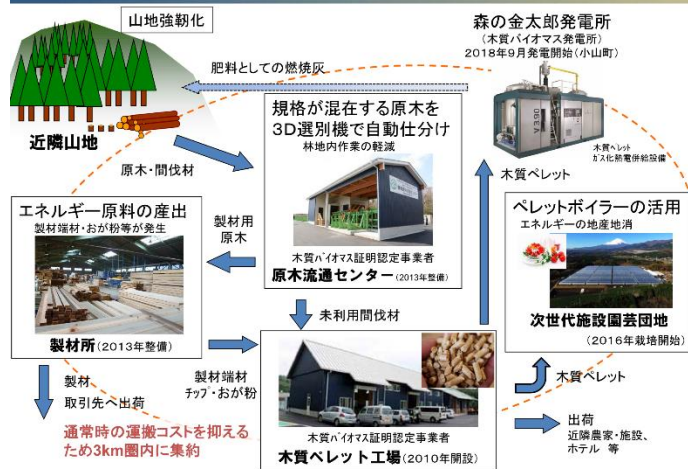 山地強靭化
近隣山地
肥料としての燃焼灰
森の金太郎発電所
(木質バイオマス発電所)
2018年9月発電開始(小山町)
木質ペレット
ガス化熱電併給設備
原木・間伐材
規格が混在する原木を
3D選別機で自動仕分け
林地内作業の軽減
木質バイオマス証明認定事業者
原木流通センター(2013年整備)
木質ペレット
エネルギー原料の産出
製材端材・おが粉等が発生
製材所(2013年整備)
製材用
原木
ペレットボイラーの活用
エネルギーの地産地消
次世代施設園芸団地
(2016年栽培開始)
未利用間伐材
製材
取引先へ出荷
製材端材
チップ・おが粉
木質バイオマス証明認定事業者
木質ペレット工場(2010年開設)
木質ペレット
出荷
近隣農家・施設、
ホテル 等
通常時の運搬コストを抑える
ため3km圏内に集約